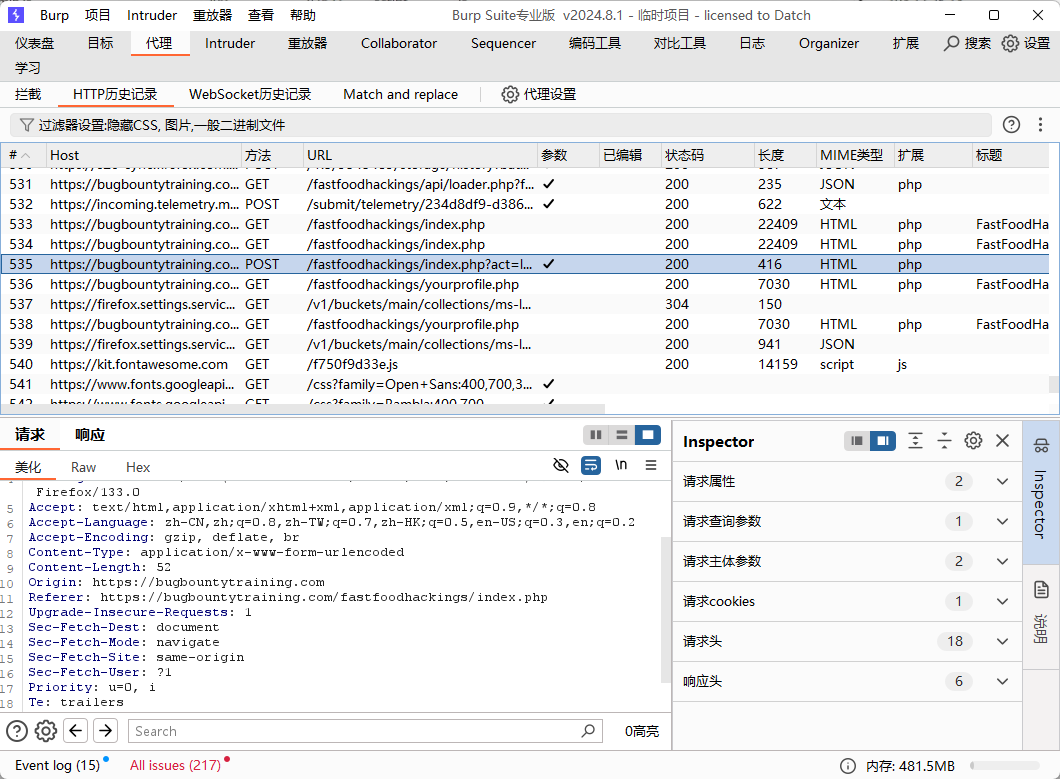 Burp 项目 Intruder 重放器 查看 帮助 Burp Suite专业版 v2024.8.1 - 临时项目 - licensed to Datch
仪表盘 目标 代理 Intruder 重放器 Collaborator Sequencer 编码工具 对比工具 日志 Organizer 扩展 搜索 设置
学习
拦截 HTTP历史记录 WebSocket历史记录 Match and replace 代理设置
过滤器设置:隐藏CSS, 图片,一般二进制文件
# Host 方法 URL 参数 已编辑 状态码 长度 MIME类型 扩展 标题
531 https://bugbountytraining.co... GET /fastfoodhackings/api/loader.php?f... ✔ 200 235 JSON php
532 https://incoming.telemetry.m... POST /submit/telemetry/234d8df9-d386... ✔ 200 622 文本
533 https://bugbountytraining.co... GET /fastfoodhackings/index.php 200 22409 HTML php FastFoodHa
534 https://bugbountytraining.co... GET /fastfoodhackings/index.php 200 22409 HTML php FastFoodHa
535 https://bugbountytraining.co... POST /fastfoodhackings/index.php?act=l... ✔ 200 416 HTML php
536 https://bugbountytraining.co... GET /fastfoodhackings/yourprofile.php 200 7030 HTML php FastFoodHa
537 https://firefox.settings.servic... GET /v1/buckets/main/collections/ms-l... 304 150
538 https://bugbountytraining.co... GET /fastfoodhackings/yourprofile.php 200 7030 HTML php FastFoodHa
539 https://firefox.settings.servic... GET /v1/buckets/main/collections/ms-l... 200 941 JSON
540 https://kit.fontawesome.com GET /f750f9d33e.js 200 14159 script js
541 https://www.fonts.googleapi... GET /css?family=Open+Sans:400,700,3... ✔
542 https://www.fonts.googleapi... GET /css?family=Rambla:400,700 ✔
请求 响应
美化 Raw Hex \n
Firefox/133.0
5 Accept: text/html,application/xhtml+xml,application/xml;q=0.9,*/*;q=0.8
6 Accept-Language: zh-CN,zh;q=0.8,zh-TW;q=0.7,zh-HK;q=0.5,en-US;q=0.3,en;q=0.2
7 Accept-Encoding: gzip, deflate, br
8 Content-Type: application/x-www-form-urlencoded
9 Content-Length: 52
10 Origin: https://bugbountytraining.com
11 Referer: https://bugbountytraining.com/fastfoodhackings/index.php
12 Upgrade-Insecure-Requests: 1
13 Sec-Fetch-Dest: document
14 Sec-Fetch-Mode: navigate
15 Sec-Fetch-Site: same-origin
16 Sec-Fetch-User: ?1
17 Priority: u=0, i
18 Te: trailers
Search 0高亮
Inspector
请求属性 2
请求查询参数 1
请求主体参数 2
请求cookies 1
请求头 18
响应头 6
Inspector
说明
Event log (15) All issues (217) 内存: 481.5MB